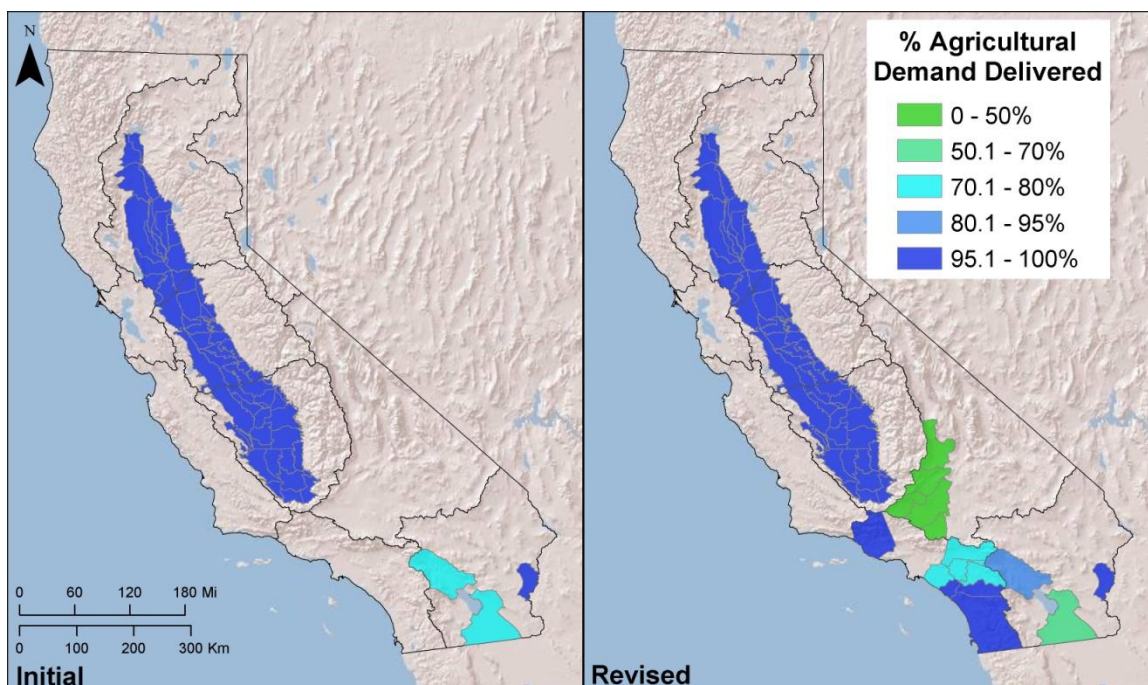 N
0 60 120 180 Mi
0 100 200 300 Km
Initial
% Agricultural
Demand Delivered
0 - 50%
50.1 - 70%
70.1 - 80%
80.1 - 95%
95.1 - 100%
Revised